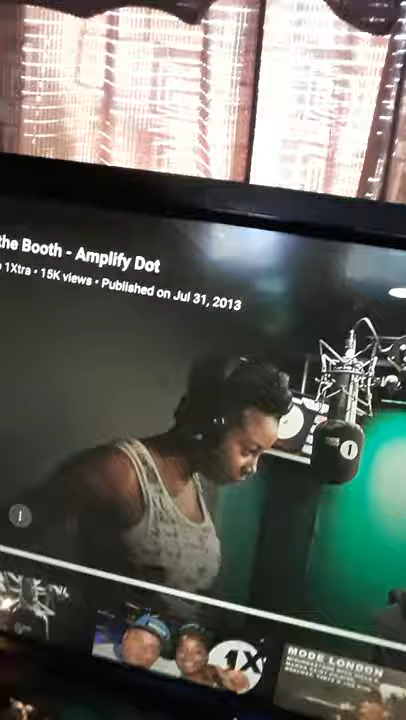 the Booth - Amplify Dot
1Xtra • 15K views • Published on Jul 31, 2013
1
1X
MODE LONDON